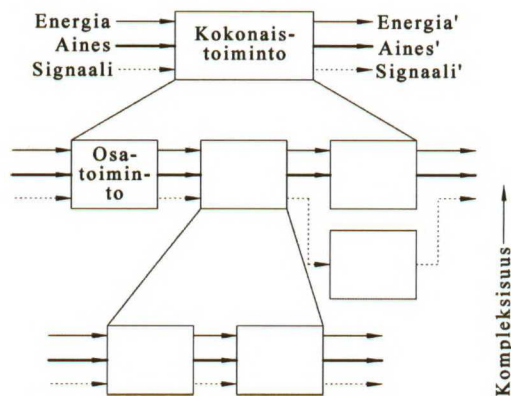 Energia
Aines
Signaali
Kokonais-
toiminto
Energia'
Aines'
Signaali'
Osa-
toimin-
to
Kompleksisuus